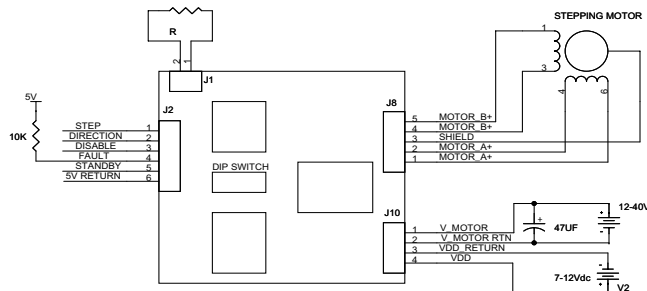 STEPPING MOTOR
R
2 1
J1
1
3
4 6
5V
10K
J2
STEP 1
DIRECTION 2
DISABLE 3
FAULT 4
STANDBY 5
5V RETURN 6
DIP SWITCH
J8
5 MOTOR_B+
4 MOTOR_B+
3 SHIELD
2 MOTOR_A+
1 MOTOR_A+
J10
1 V_MOTOR
2 V_MOTOR RTN
3 VDD_RETURN
4 VDD
+
47UF
12-40V
+
-
7-12Vdc
+
-
V2